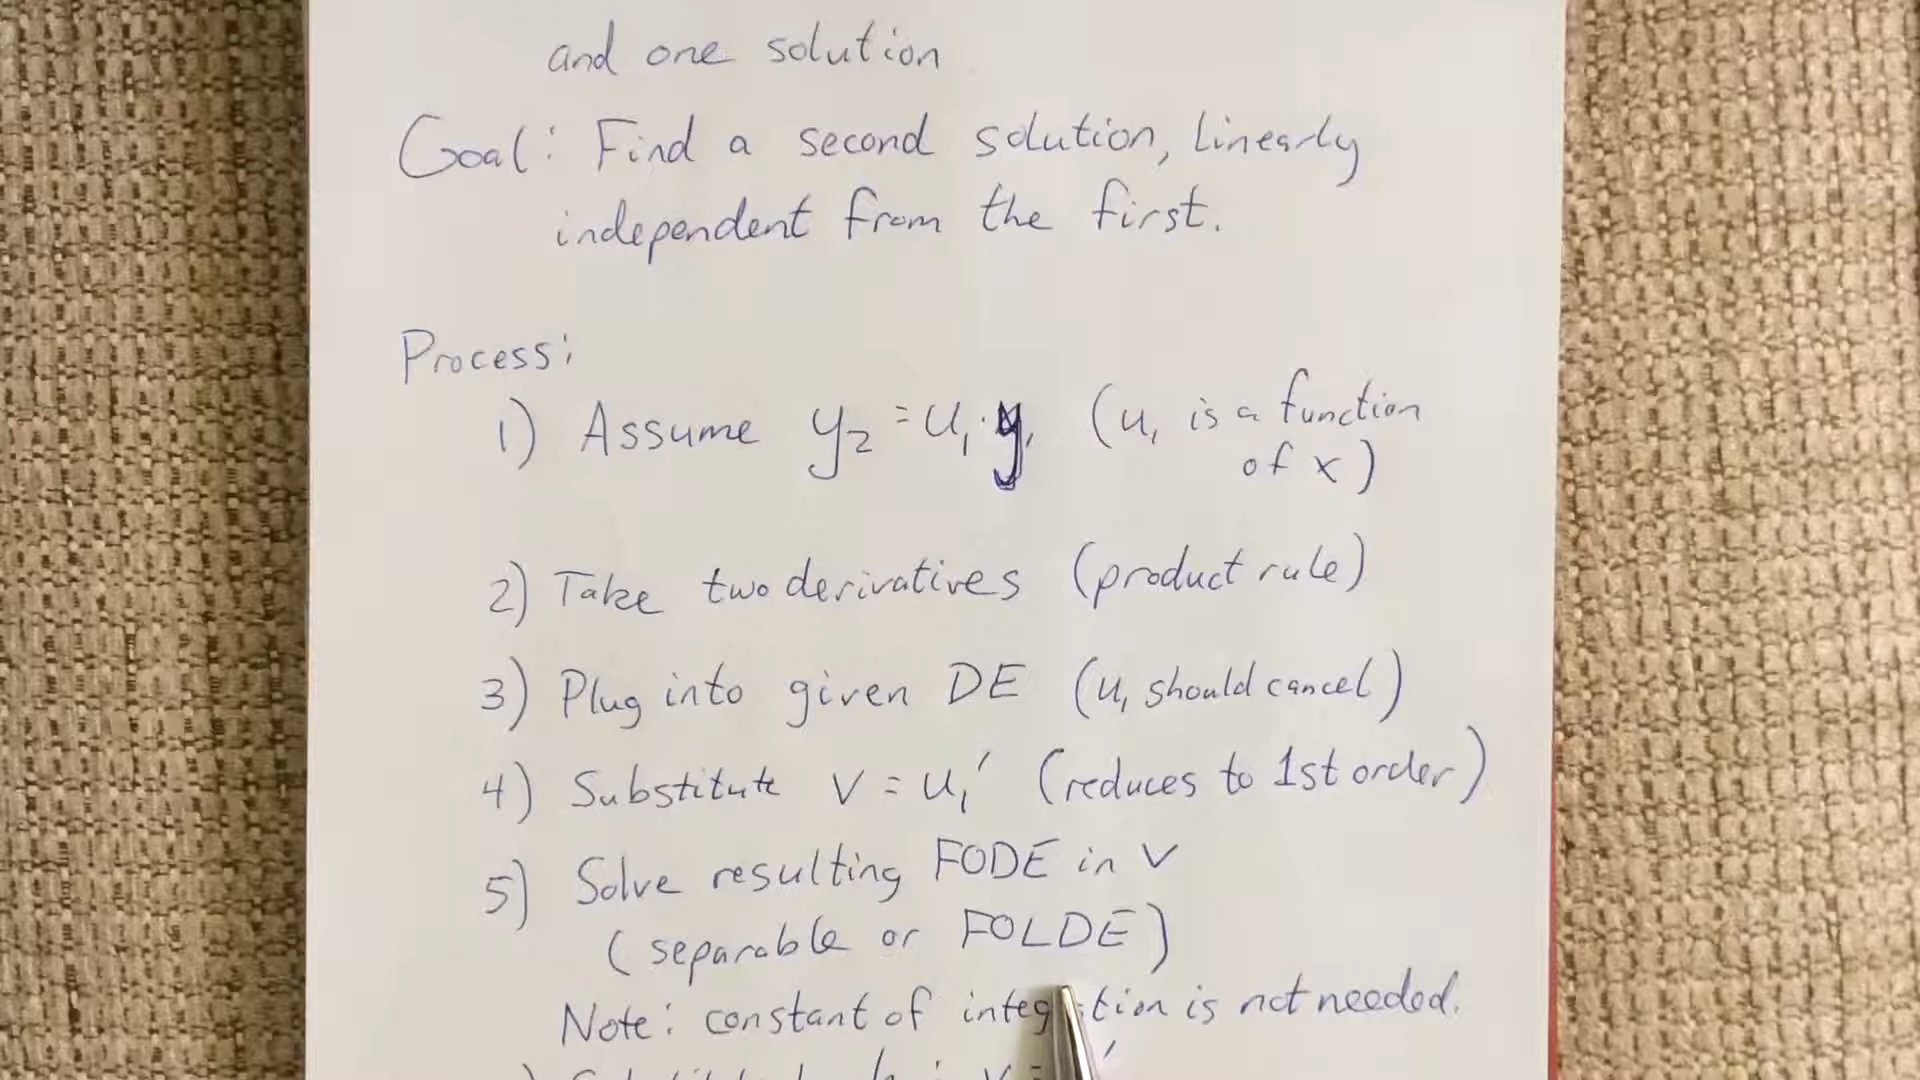 and one solution
Goal: Find a second solution, linearly
independent from the first.
Process:
1) Assume y₂ = u₁·y₁ (u₁ is a function
of x)
2) Take two derivatives (product rule)
3) Plug into given DE (u₁ should cancel)
4) Substitute v = u₁' (reduces to 1st order)
5) Solve resulting FODE in v
(separable or FOLDE)
Note: constant of integration is not needed.